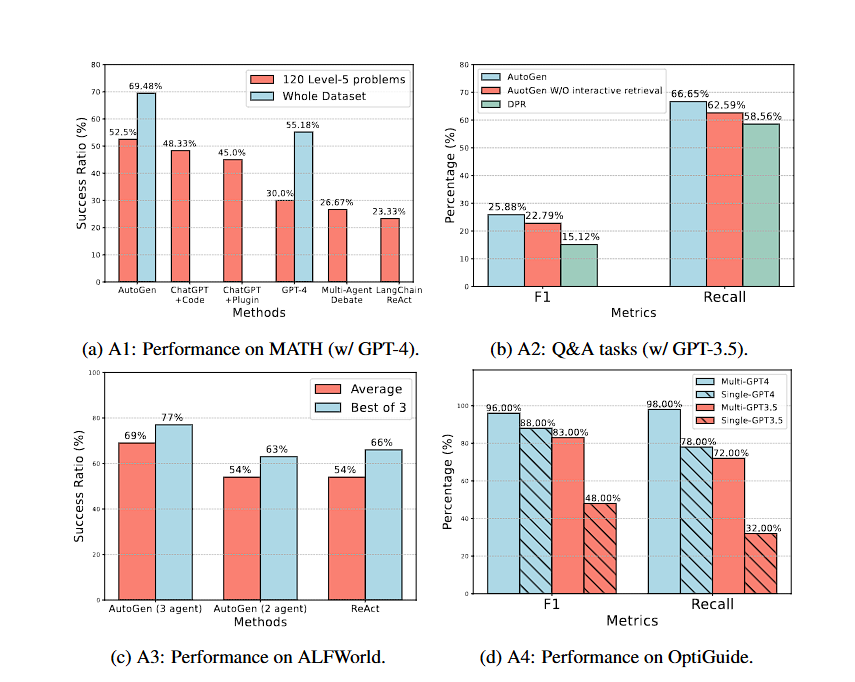 80
70
60
50
40
30
20
10
0
Success Ratio (%)
120 Level-5 problems
Whole Dataset
52.5%
69.48%
48.33%
45.0%
30.0%
55.18%
26.67%
23.33%
AutoGen
ChatGPT
+Code
ChatGPT
+Plugin
GPT-4
Multi-Agent
Debate
LangChain
ReAct
Methods
(a) A1: Performance on MATH (w/ GPT-4).
80
70
60
50
40
30
20
10
0
Percentage (%)
AutoGen
AuotGen W/O interactive retrieval
DPR
25.88%
22.79%
15.12%
66.65%
62.59%
58.56%
F1
Recall
Metrics
(b) A2: Q&A tasks (w/ GPT-3.5).
100
80
60
40
20
0
Success Ratio (%)
Average
Best of 3
69%
77%
54%
63%
54%
66%
AutoGen (3 agent)
AutoGen (2 agent)
ReAct
Methods
(c) A3: Performance on ALFWorld.
100
80
60
40
20
0
Percentage (%)
Multi-GPT4
Single-GPT4
Multi-GPT3.5
Single-GPT3.5
96.00%
88.00%
83.00%
48.00%
98.00%
78.00%
72.00%
32.00%
F1
Recall
Metrics
(d) A4: Performance on OptiGuide.